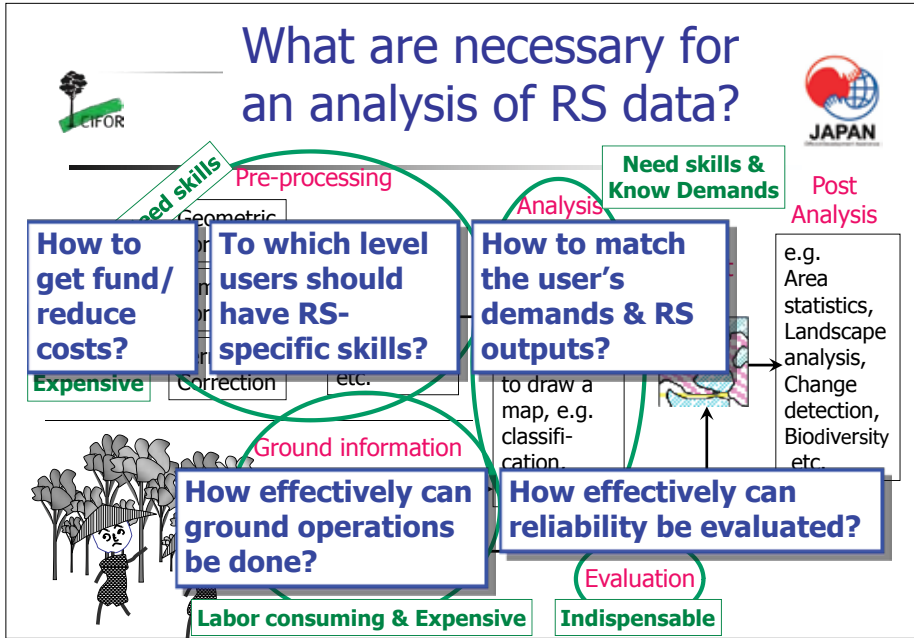 What are necessary for
an analysis of RS data?
CIFOR
JAPAN
Need skills &
Know Demands
skills
Pre-processing
Analysis
Post
Analysis
Geometric
How to
get fund/
reduce
costs?
To which level
users should
have RS-
specific skills?
How to match
the user's
demands & RS
outputs?
e.g.
Area
statistics,
Landscape
analysis,
Change
detection,
Biodiversity
etc.
Expensive
Correction
etc.
to draw a
map, e.g.
classifi-
cation,
Ground information
How effectively can
ground operations
be done?
How effectively can
reliability be evaluated?
Evaluation
Labor consuming & Expensive
Indispensable